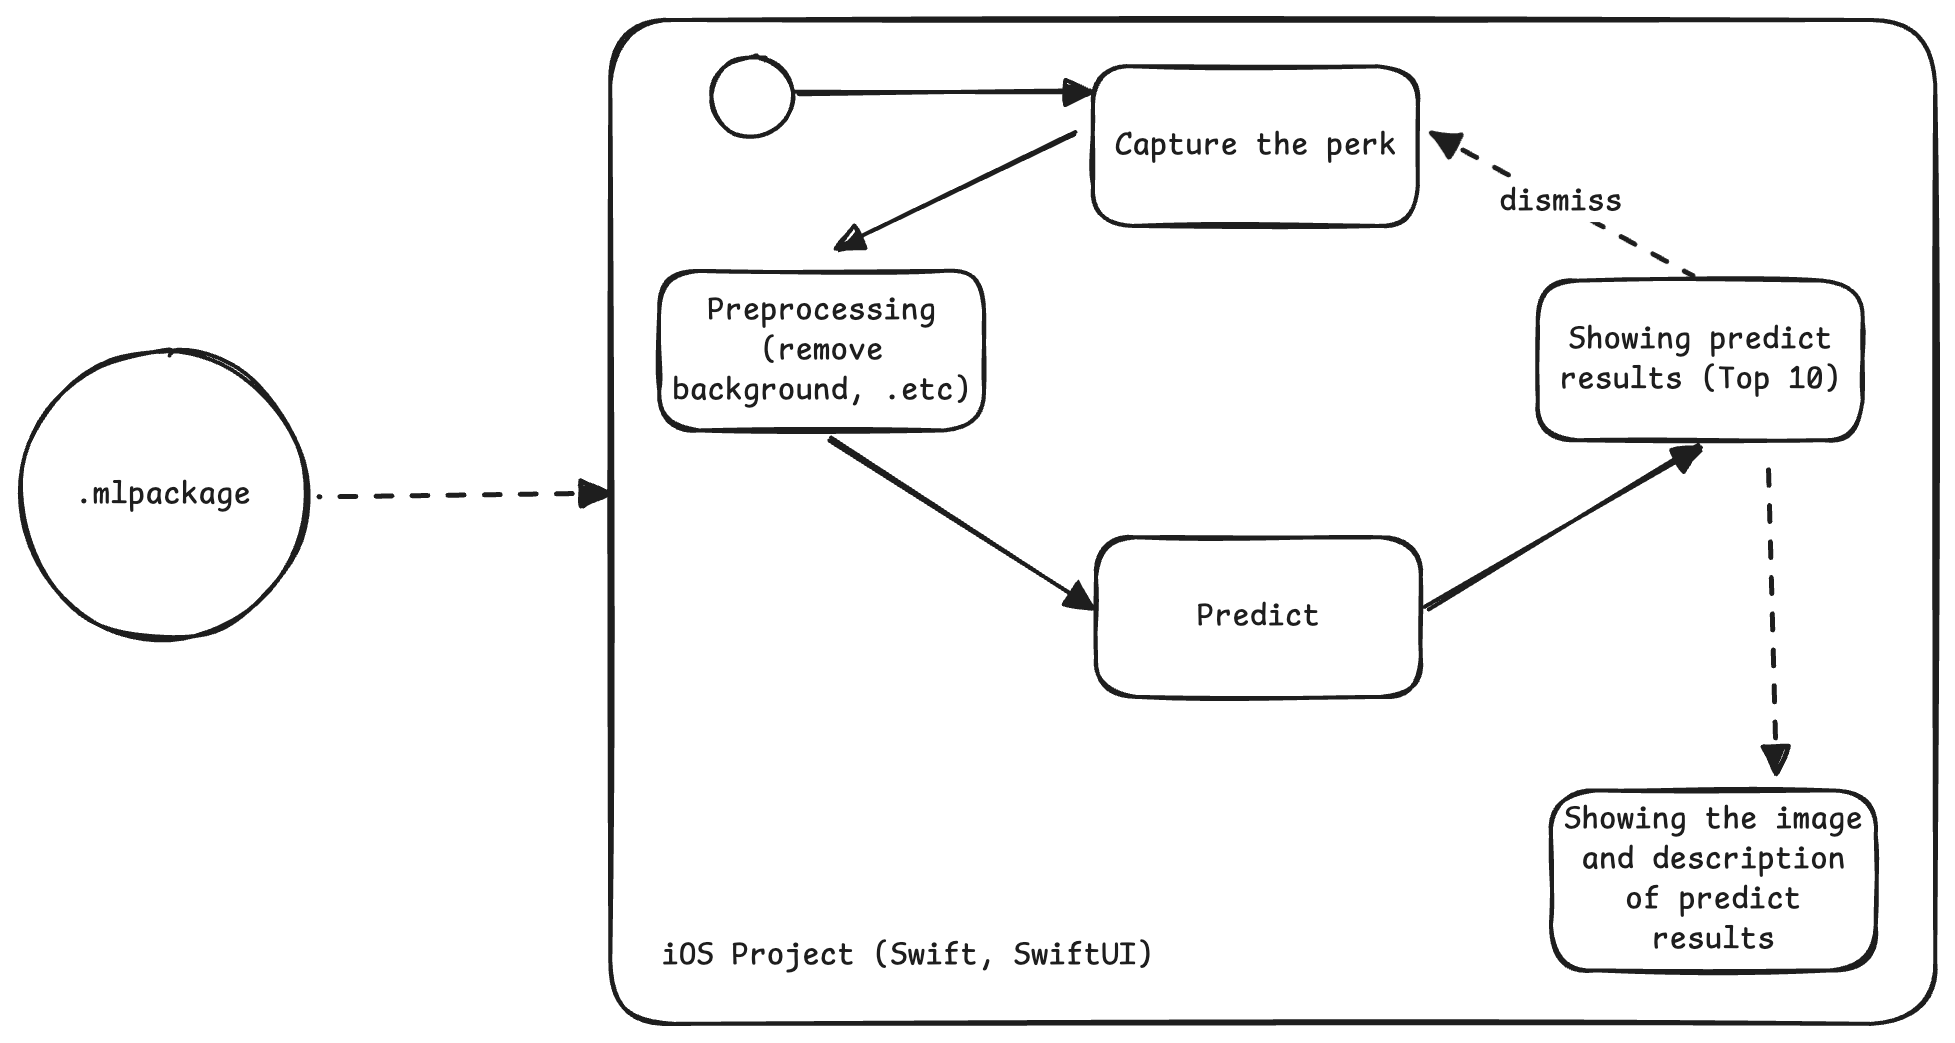 Capture the perk
dismiss
Preprocessing
(remove
background, .etc)
Showing predict
results (Top 10)
.mlpackage
Predict
Showing the image
and description
of predict
results
iOS Project (Swift, SwiftUI)